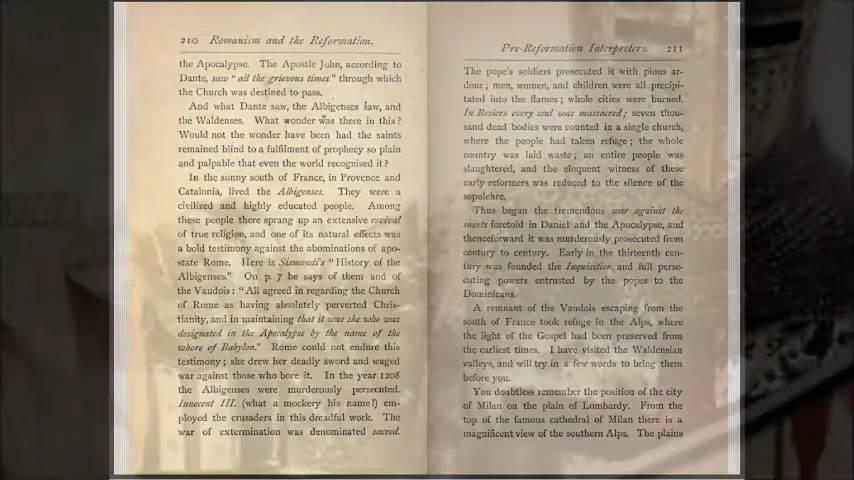 210 Romanism and the Reformation.
the Apocalypse. The Apostle John, according to
Dante, saw "all the grievous times" through which
the Church was destined to pass.
And what Dante saw, the Albigenses saw, and
the Waldenses. What wonder was there in this?
Would not the wonder have been had the saints
remained blind to a fulfilment of prophecy so plain
and palpable that even the world recognised it?
In the sunny south of France, in Provence and
Catalonia, lived the Albigenses. They were a
civilized and highly educated people. Among
these people there sprang up an extensive revival
of true religion, and one of its natural effects was
a bold testimony against the abominations of apo-
state Rome. Here is Sismondi's "History of the
Albigenses." On p. 7 he says of them and of
the Vaudois: "All agreed in regarding the Church
of Rome as having absolutely perverted Chris-
tianity, and in maintaining that it was she who was
designated in the Apocalypse by the name of the
whore of Babylon." Rome could not endure this
testimony; she drew her deadly sword and waged
war against those who bore it. In the year 1208
the Albigenses were murderously persecuted.
Innocent III. (what a mockery his name!) em-
ployed the crusaders in this dreadful work. The
war of extermination was denominated sacred.
Pre-Reformation Interpreters. 211
The pope's soldiers prosecuted it with pious ar-
dour; men, women, and children were all precipi-
tated into the flames; whole cities were burned.
In Beziers every soul was massacred; seven thou-
sand dead bodies were counted in a single church,
where the people had taken refuge; the whole
country was laid waste; an entire people was
slaughtered, and the eloquent witness of these
early reformers was reduced to the silence of the
sepulchre.
Thus began the tremendous war against the
saints foretold in Daniel and the Apocalypse, and
thenceforward it was murderously prosecuted from
century to century. Early in the thirteenth cen-
tury was founded the Inquisition, and full perse-
cuting powers entrusted by the popes to the
Dominicans.
A remnant of the Vaudois escaping from the
south of France took refuge in the Alps, where
the light of the Gospel had been preserved from
the earliest times. I have visited the Waldensian
valleys, and will try in a few words to bring them
before you.
You doubtless remember the position of the city
of Milan on the plain of Lombardy. From the
top of the famous cathedral of Milan there is a
magnificent view of the southern Alps. The plains